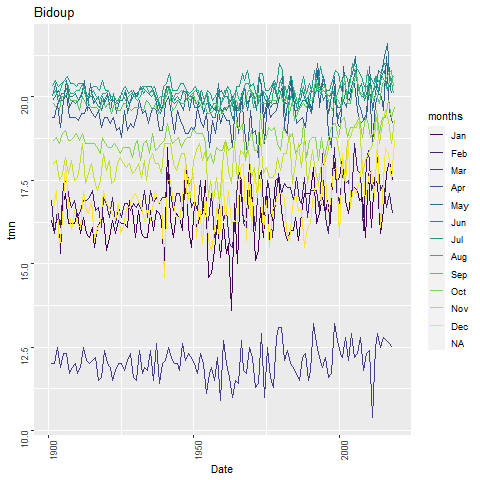 Bidoup
tmn
20.0
17.5
15.0
12.5
10.0
1900
1950
2000
Date
months
Jan
Feb
Mar
Apr
May
Jun
Jul
Aug
Sep
Oct
Nov
Dec
NA